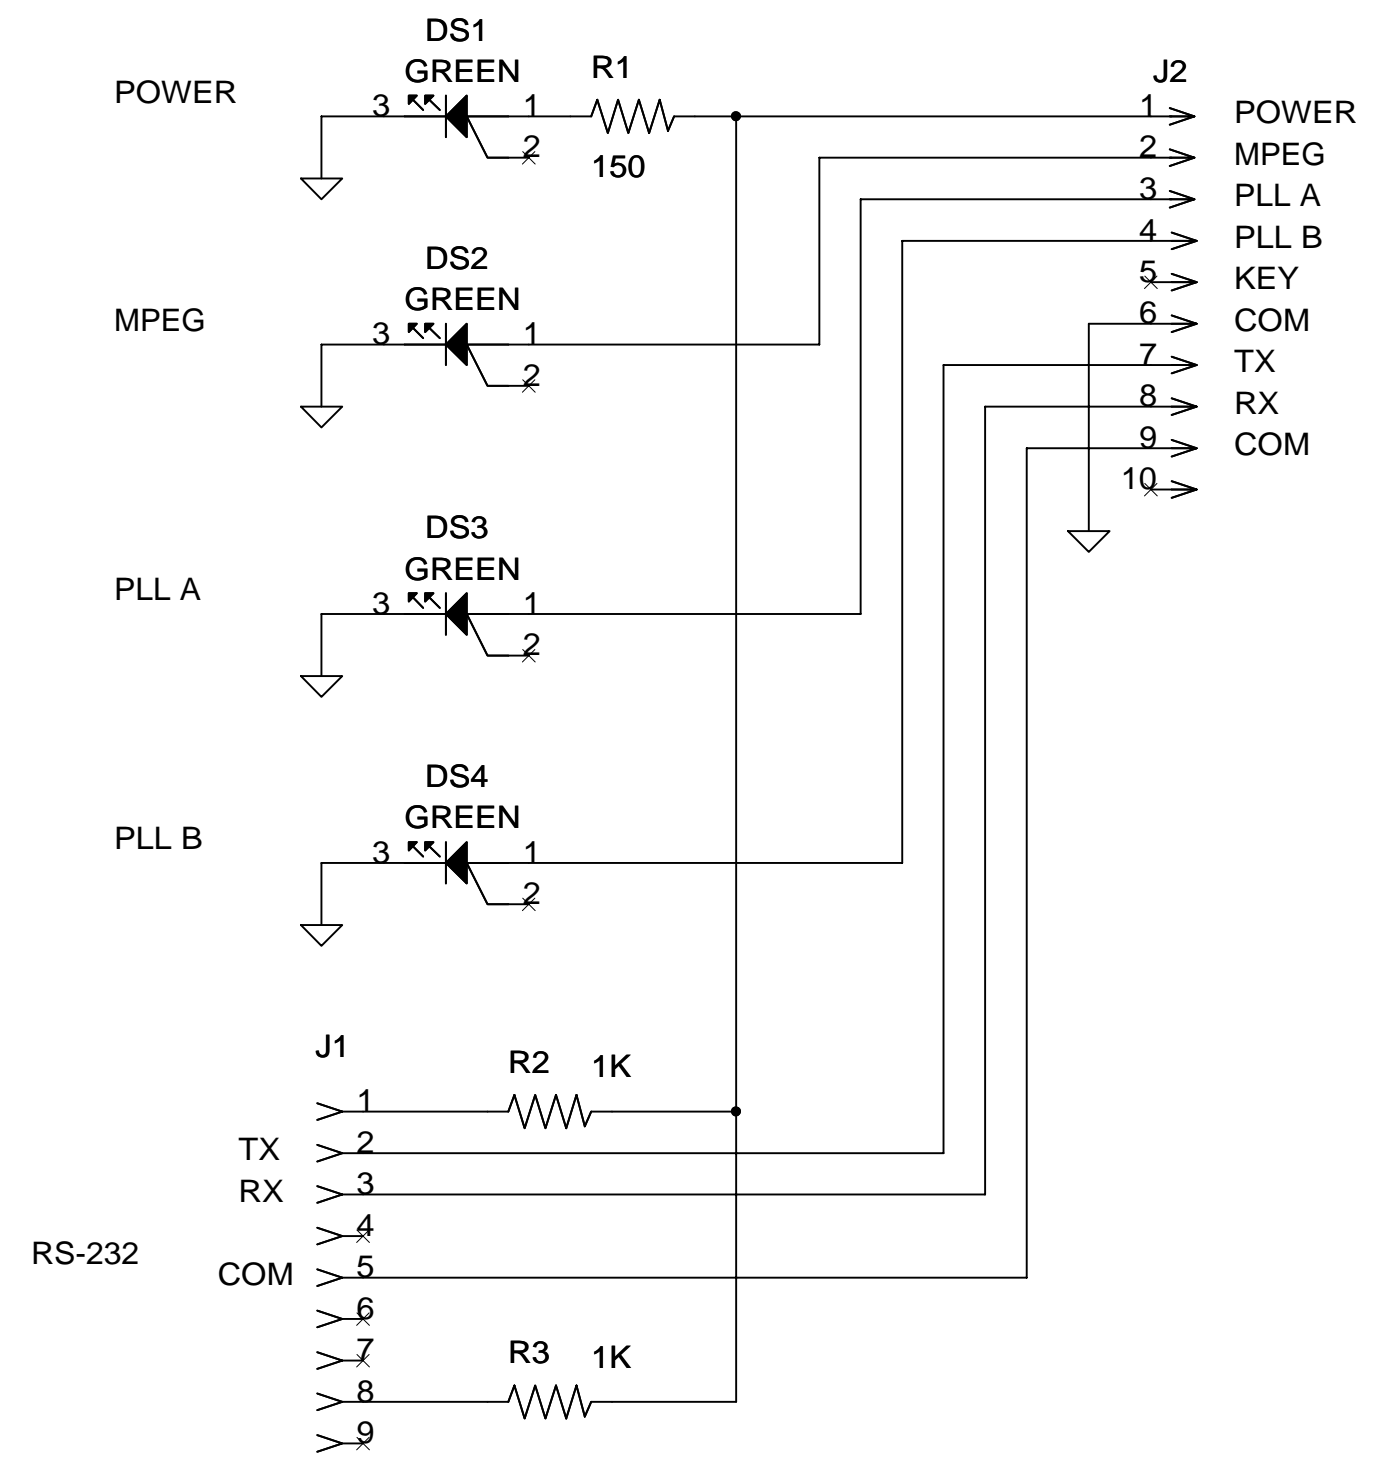 DS1
GREEN
R1
J2
POWER
3
1
2
150
1 POWER
2 MPEG
3 PLL A
4 PLL B
5 KEY
6 COM
7 TX
8 RX
9 COM
10
DS2
GREEN
MPEG
3
1
2
DS3
GREEN
PLL A
3
1
2
DS4
GREEN
PLL B
3
1
2
J1
R2 1K
1
TX 2
RX 3
4
RS-232
COM 5
6
7
R3 1K
8
9